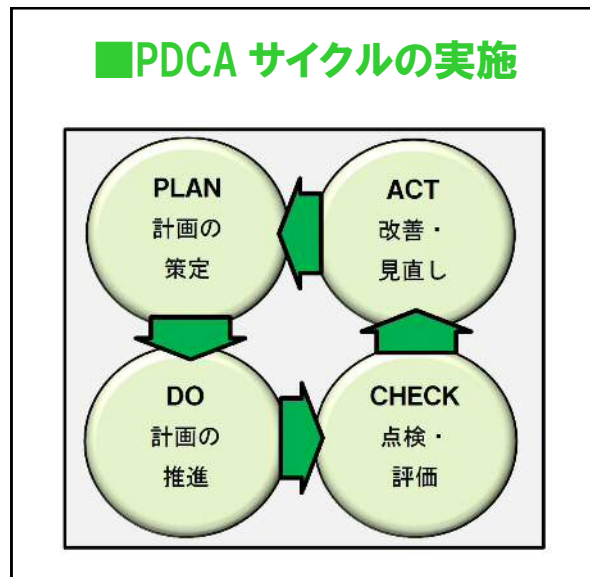 ■PDCA サイクルの実施
PLAN
計画の
策定
ACT
改善・
見直し
DO
計画の
推進
CHECK
点検・
評価